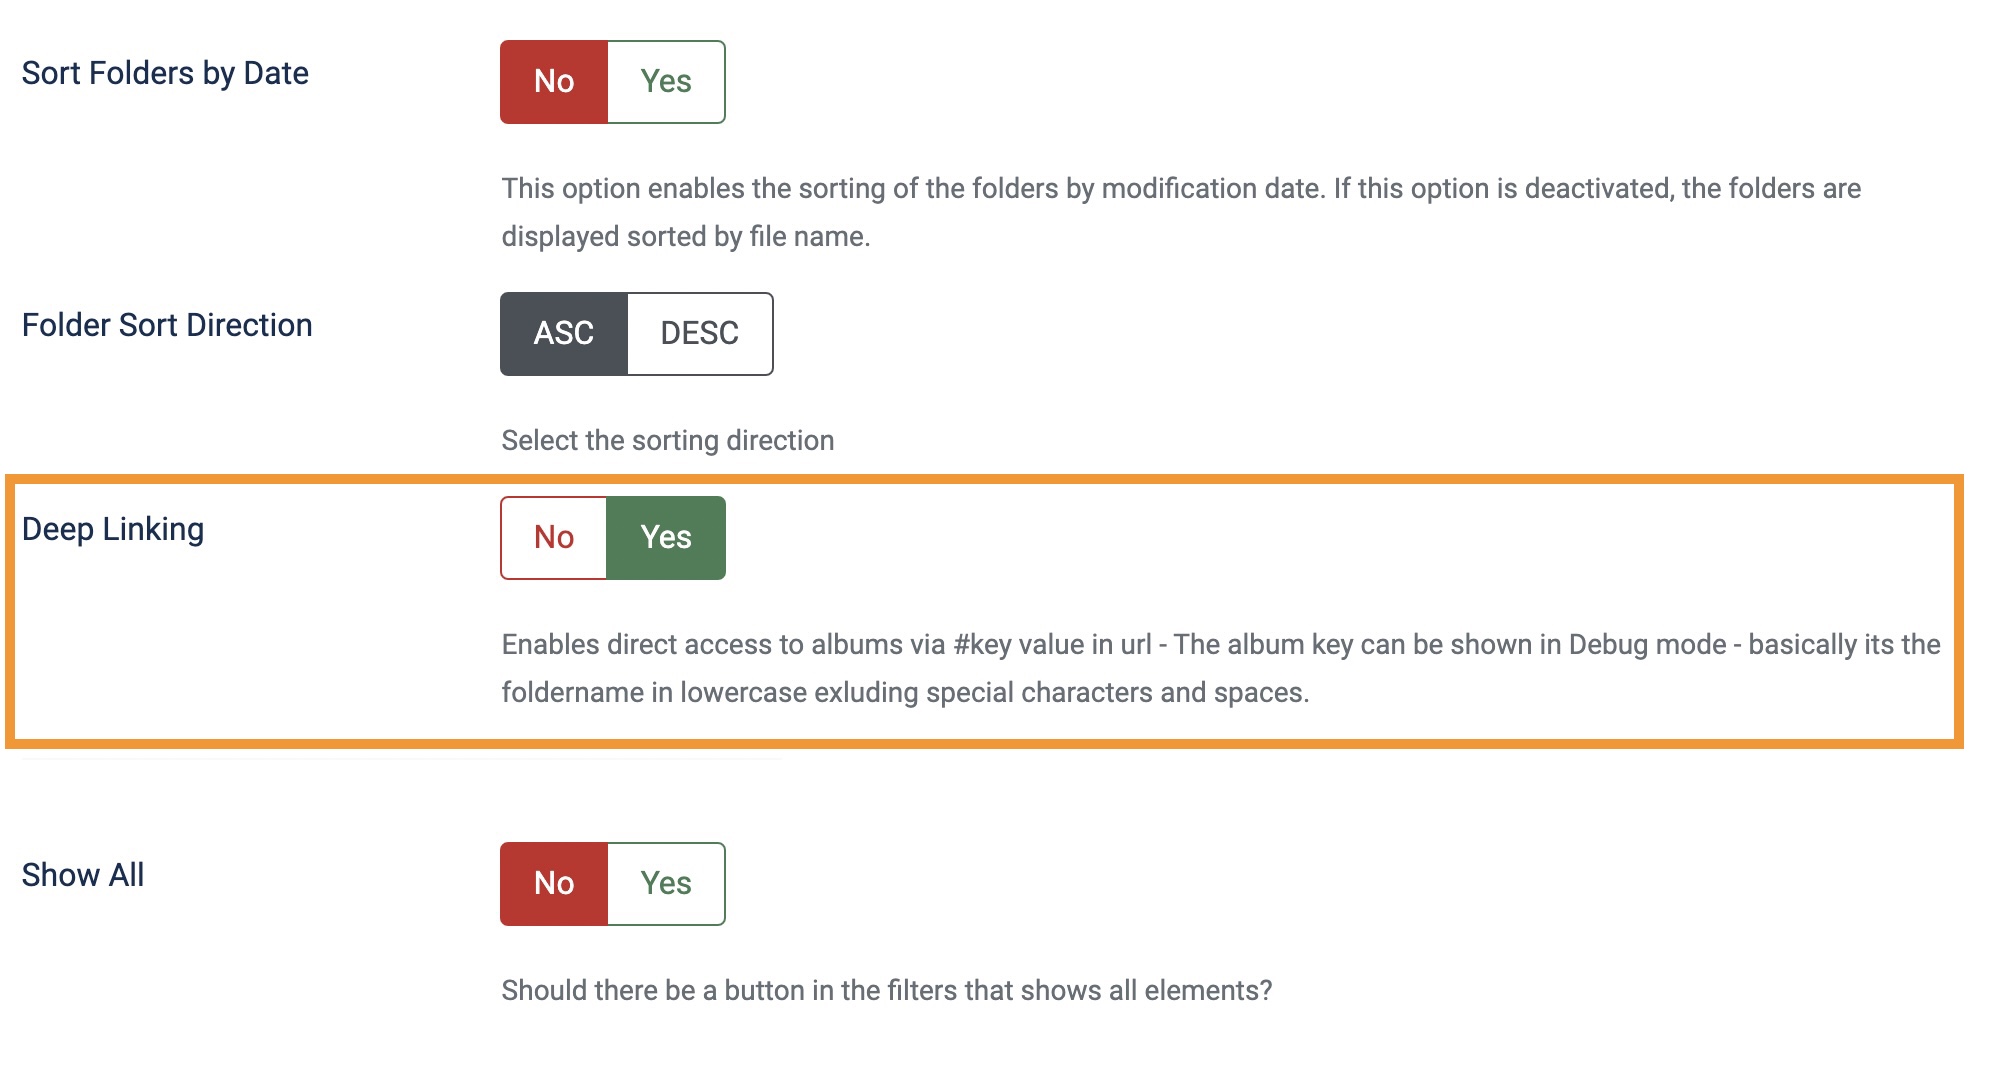 Sort Folders by Date
No Yes
This option enables the sorting of the folders by modification date. If this option is deactivated, the folders are
displayed sorted by file name.
Folder Sort Direction
ASC DESC
Select the sorting direction
Deep Linking
No Yes
Enables direct access to albums via #key value in url - The album key can be shown in Debug mode - basically its the
foldername in lowercase exluding special characters and spaces.
Show All
No Yes
Should there be a button in the filters that shows all elements?